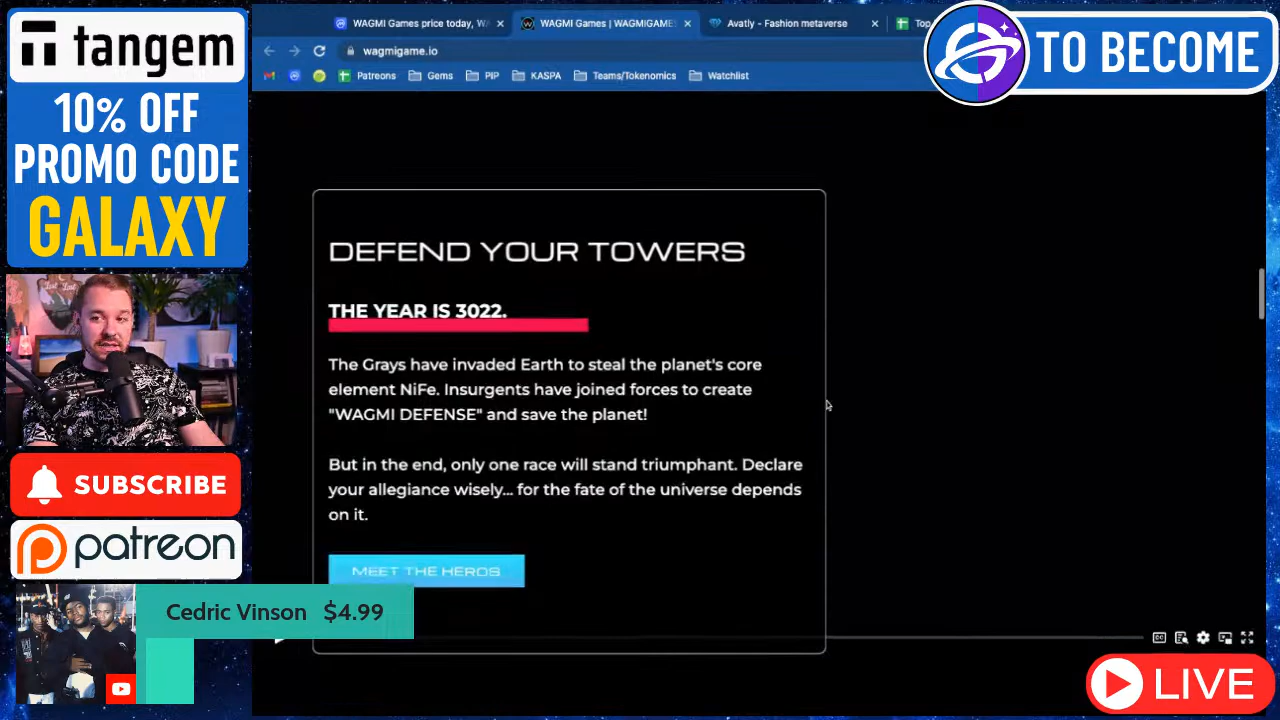 tangem
10% OFF
PROMO CODE
GALAXY
SUBSCRIBE
patreon
Cedric Vinson $4.99
WAGMI Games price today, W
WAGMI Games | WAGMIGAME
Avatly - Fashion metaverse
Top
wagmigame.io
Patreons
Gems
PIP
KASPA
Teams/Tokenomics
Watchlist
TO BECOME
DEFEND YOUR TOWERS
THE YEAR IS 3022.
The Grays have invaded Earth to steal the planet's core
element NiFe. Insurgents have joined forces to create
"WAGMI DEFENSE" and save the planet!
But in the end, only one race will stand triumphant. Declare
your allegiance wisely... for the fate of the universe depends
on it.
MEET THE HEROS
CC
LIVE